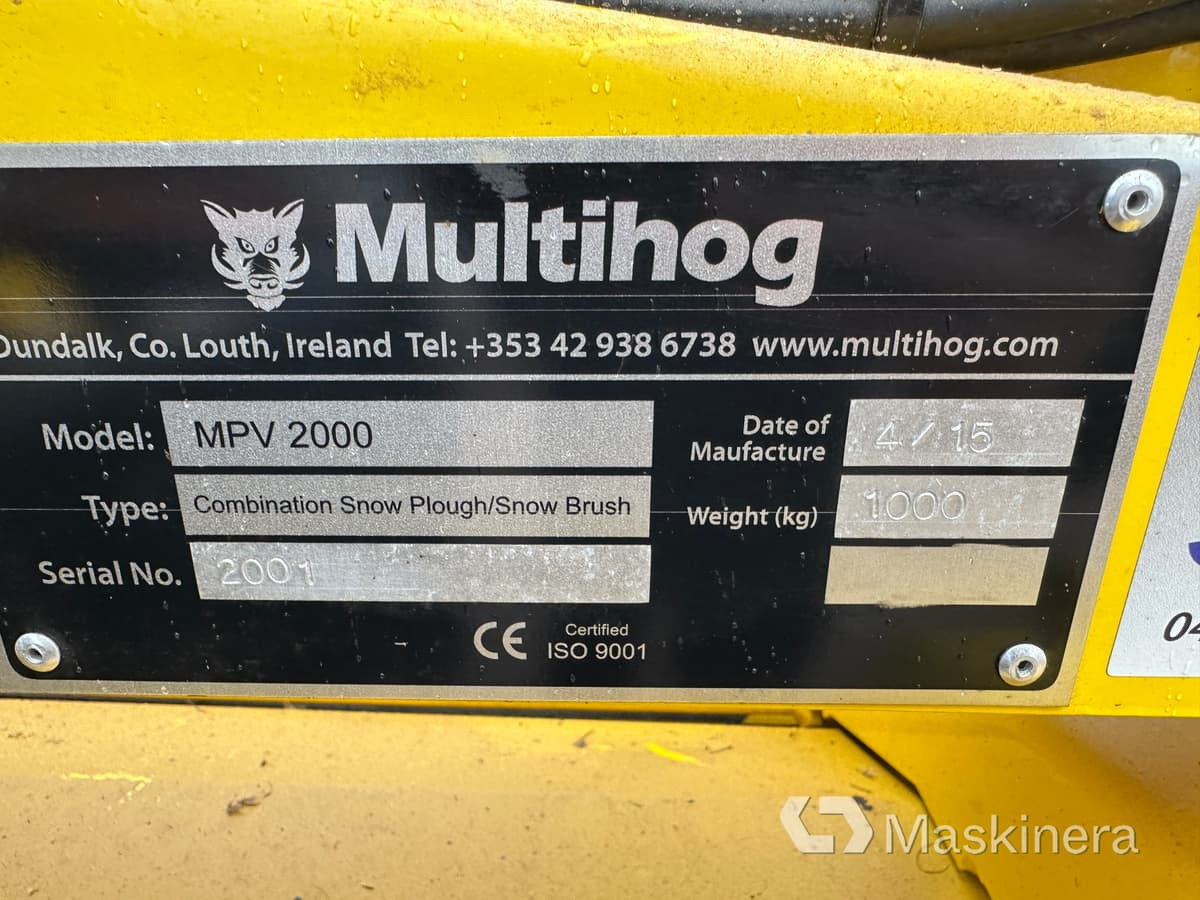 Multihog
Dundalk, Co. Louth, Ireland Tel: +353 42 938 6738 www.multihog.com
Model: MPV 2000
Date of Maufacture 4/15
Type: Combination Snow Plough/Snow Brush
Weight (kg) 1000
Serial No. 2001
CE Certified
ISO 9001
04
Maskinera